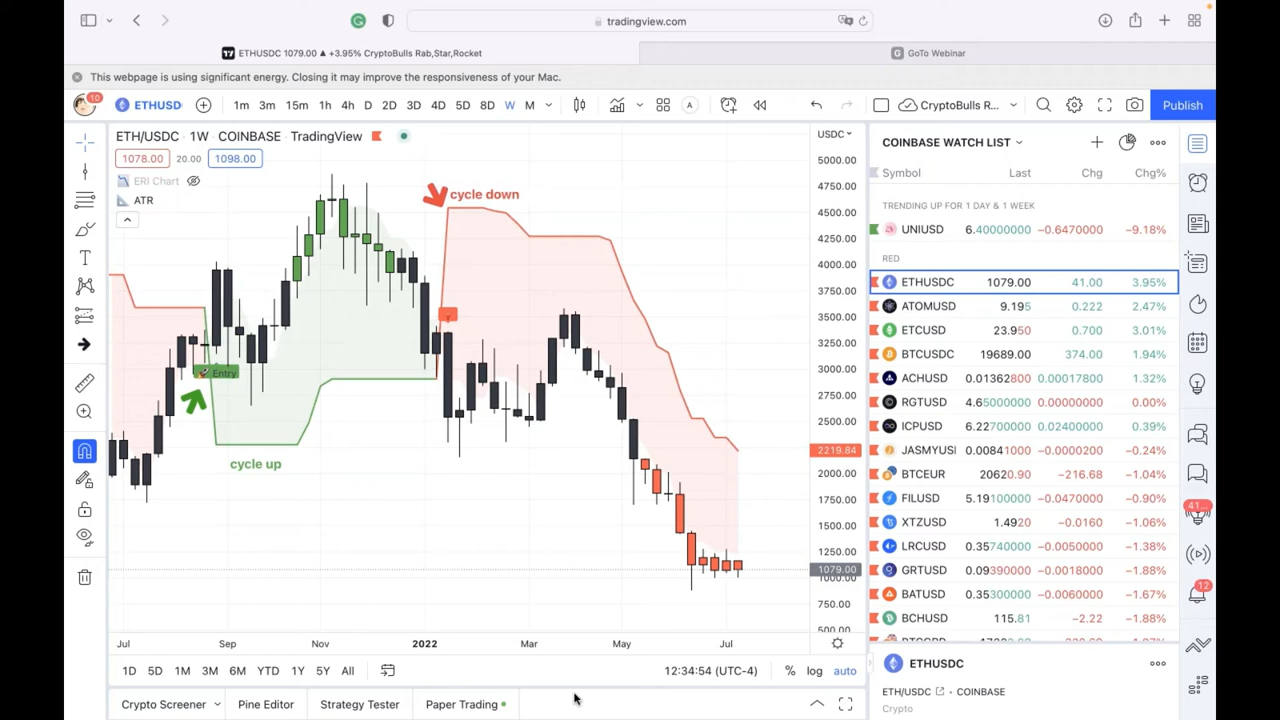 tradingview.com
ETHUSDC 1079.00 ▲ +3.95% CryptoBulls Rab,Star,Rocket
GoTo Webinar
This webpage is using significant energy. Closing it may improve the responsiveness of your Mac.
10
ETHUSD
1m 3m 15m 1h 4h D 2D 3D 4D 5D 8D W M
A
CryptoBulls R...
Publish
ETH/USDC · 1W · COINBASE TradingView
1078.00 20.00 1098.00
ERI Chart
ATR
cycle down
Entry
cycle up
USDC
5000.00
4750.00
4500.00
4250.00
4000.00
3750.00
3500.00
3250.00
3000.00
2750.00
2500.00
2219.84
2000.00
1750.00
1500.00
1250.00
1079.00
1000.00
750.00
500.00
Jul Sep Nov 2022 Mar May Jul
1D 5D 1M 3M 6M YTD 1Y 5Y All
12:34:54 (UTC-4) % log auto
Crypto Screener Pine Editor Strategy Tester Paper Trading
COINBASE WATCH LIST
Symbol Last Chg Chg%
TRENDING UP FOR 1 DAY & 1 WEEK
UNIUSD 6.40000000 −0.6470000 −9.18%
RED
ETHUSDC 1079.00 41.00 3.95%
ATOMUSD 9.195 0.222 2.47%
ETCUSD 23.950 0.700 3.01%
BTCUSDC 19689.00 374.00 1.94%
ACHUSD 0.01362800 0.00017800 1.32%
RGTUSD 4.65000000 0.00000000 0.00%
ICPUSD 6.22700000 0.02400000 0.39%
JASMYUSI 0.00841000 −0.0000200 −0.24%
BTCEUR 20620.90 −216.68 −1.04%
FILUSD 5.19100000 −0.0470000 −0.90%
XTZUSD 1.4920 −0.0160 −1.06%
LRCUSD 0.35740000 −0.0050000 −1.38%
GRTUSD 0.09390000 −0.0018000 −1.88%
BATUSD 0.35300000 −0.0060000 −1.67%
BCHUSD 115.81 −2.22 −1.88%
ETHUSDC
ETH/USDC · COINBASE
Crypto
41...
12